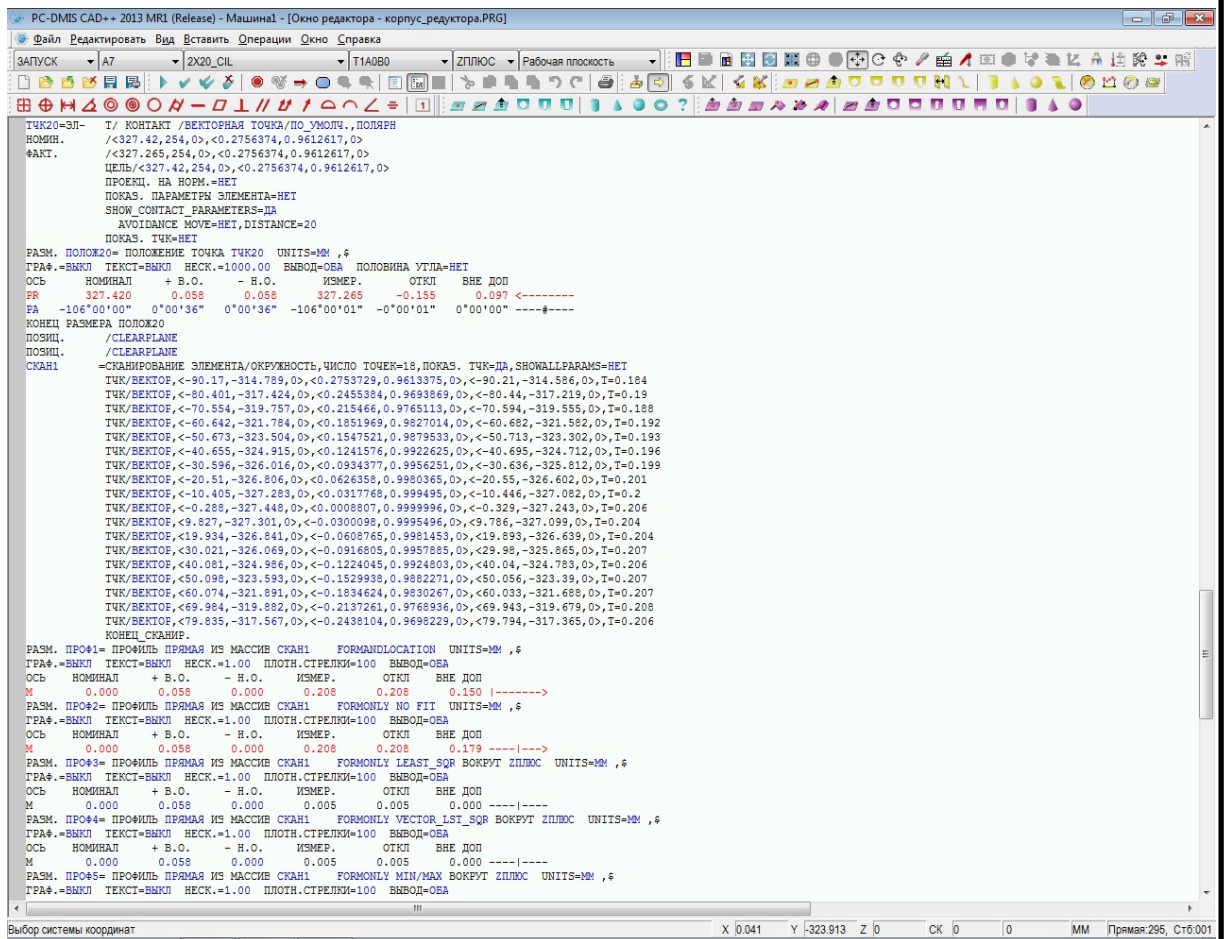 PC-DMIS CAD++ 2013 MR1 (Release) - Машина1 - [Окно редактора - корпус_редуктора.PRG]
Файл Редактировать Вид Вставить Операции Окно Справка
ЗАПУСК A7 2X20_CIL T1A0B0 ZПЛЮС Рабочая плоскость
ТЧК20=ЭЛ- Т/ КОНТАКТ /ВЕКТОРНАЯ ТОЧКА/ПО_УМОЛЧ.,ПОЛЯРН
НОМИН. /<327.42,254,0>,<0.2756374,0.9612617,0>
ФАКТ. /<327.265,254,0>,<0.2756374,0.9612617,0>
ЦЕЛЬ/<327.42,254,0>,<0.2756374,0.9612617,0>
ПРОЕКЦ. НА НОРМ.=НЕТ
ПОКАЗ. ПАРАМЕТРЫ ЭЛЕМЕНТА=НЕТ
SHOW_CONTACT_PARAMETERS=ДА
AVOIDANCE MOVE=НЕТ,DISTANCE=20
ПОКАЗ. ТЧК=НЕТ
РАЗМ. ПОЛОЖ20= ПОЛОЖЕНИЕ ТОЧКА ТЧК20 UNITS=ММ ,$
ГРАФ.=ВЫКЛ ТЕКСТ=ВЫКЛ НЕСК.=1000.00 ВЫВОД=ОБА ПОЛОВИНА УГЛА=НЕТ
ОСЬ НОМИНАЛ + В.О. - Н.О. ИЗМЕР. ОТКЛ ВНЕ ДОП
PR 327.420 0.058 0.058 327.265 -0.155 0.097 <--------
PA -106°00'00" 0°00'36" 0°00'36" -106°00'01" -0°00'01" 0°00'00" ----#----
КОНЕЦ РАЗМЕРА ПОЛОЖ20
ПОЗИЦ. /CLEARPLANE
ПОЗИЦ. /CLEARPLANE
СКАН1 =СКАНИРОВАНИЕ ЭЛЕМЕНТА/ОКРУЖНОСТЬ,ЧИСЛО ТОЧЕК=18,ПОКАЗ. ТЧК=ДА,SHOWALLPARAMS=НЕТ
ТЧК/ВЕКТОР,<-90.17,-314.789,0>,<0.2753729,0.9613375,0>,<-90.21,-314.586,0>,T=0.184
ТЧК/ВЕКТОР,<-80.401,-317.424,0>,<0.2455384,0.9693869,0>,<-80.44,-317.219,0>,T=0.19
ТЧК/ВЕКТОР,<-70.554,-319.757,0>,<0.215466,0.9765113,0>,<-70.594,-319.555,0>,T=0.188
ТЧК/ВЕКТОР,<-60.642,-321.784,0>,<0.1851969,0.9827014,0>,<-60.682,-321.582,0>,T=0.192
ТЧК/ВЕКТОР,<-50.673,-323.504,0>,<0.1547521,0.9879533,0>,<-50.713,-323.302,0>,T=0.193
ТЧК/ВЕКТОР,<-40.655,-324.915,0>,<0.1241576,0.9922625,0>,<-40.695,-324.712,0>,T=0.196
ТЧК/ВЕКТОР,<-30.596,-326.016,0>,<0.0934377,0.9956251,0>,<-30.636,-325.812,0>,T=0.199
ТЧК/ВЕКТОР,<-20.51,-326.806,0>,<0.0626358,0.9980365,0>,<-20.55,-326.602,0>,T=0.201
ТЧК/ВЕКТОР,<-10.405,-327.283,0>,<0.0317768,0.999495,0>,<-10.446,-327.082,0>,T=0.2
ТЧК/ВЕКТОР,<-0.288,-327.448,0>,<0.0008807,0.9999996,0>,<-0.329,-327.243,0>,T=0.206
ТЧК/ВЕКТОР,<9.827,-327.301,0>,<-0.0300098,0.9995496,0>,<9.786,-327.099,0>,T=0.204
ТЧК/ВЕКТОР,<19.934,-326.841,0>,<-0.0608765,0.9981453,0>,<19.893,-326.639,0>,T=0.204
ТЧК/ВЕКТОР,<30.021,-326.069,0>,<-0.0916805,0.9957885,0>,<29.98,-325.865,0>,T=0.207
ТЧК/ВЕКТОР,<40.081,-324.986,0>,<-0.1224045,0.9924803,0>,<40.04,-324.783,0>,T=0.206
ТЧК/ВЕКТОР,<50.098,-323.593,0>,<-0.1529938,0.9882271,0>,<50.056,-323.39,0>,T=0.207
ТЧК/ВЕКТОР,<60.074,-321.891,0>,<-0.1834624,0.9830267,0>,<60.033,-321.688,0>,T=0.207
ТЧК/ВЕКТОР,<69.984,-319.882,0>,<-0.2137261,0.9768936,0>,<69.943,-319.679,0>,T=0.208
ТЧК/ВЕКТОР,<79.835,-317.567,0>,<-0.2438104,0.9698229,0>,<79.794,-317.365,0>,T=0.206
КОНЕЦ_СКАНИР.
РАЗМ. ПРОФ1= ПРОФИЛЬ ПРЯМАЯ ИЗ МАССИВ СКАН1 FORMANDLOCATION UNITS=ММ ,$
ГРАФ.=ВЫКЛ ТЕКСТ=ВЫКЛ НЕСК.=1.00 ПЛОТН.СТРЕЛКИ=100 ВЫВОД=ОБА
ОСЬ НОМИНАЛ + В.О. - Н.О. ИЗМЕР. ОТКЛ ВНЕ ДОП
M 0.000 0.058 0.000 0.208 0.208 0.150 |------->
РАЗМ. ПРОФ2= ПРОФИЛЬ ПРЯМАЯ ИЗ МАССИВ СКАН1 FORMONLY NO FIT UNITS=ММ ,$
ГРАФ.=ВЫКЛ ТЕКСТ=ВЫКЛ НЕСК.=1.00 ПЛОТН.СТРЕЛКИ=100 ВЫВОД=ОБА
ОСЬ НОМИНАЛ + В.О. - Н.О. ИЗМЕР. ОТКЛ ВНЕ ДОП
M 0.000 0.058 0.000 0.208 0.208 0.179 ----|--->
РАЗМ. ПРОФ3= ПРОФИЛЬ ПРЯМАЯ ИЗ МАССИВ СКАН1 FORMONLY LEAST_SQR ВОКРУГ ZПЛЮС UNITS=ММ ,$
ГРАФ.=ВЫКЛ ТЕКСТ=ВЫКЛ НЕСК.=1.00 ПЛОТН.СТРЕЛКИ=100 ВЫВОД=ОБА
ОСЬ НОМИНАЛ + В.О. - Н.О. ИЗМЕР. ОТКЛ ВНЕ ДОП
M 0.000 0.058 0.000 0.005 0.005 0.000 ----|----
РАЗМ. ПРОФ4= ПРОФИЛЬ ПРЯМАЯ ИЗ МАССИВ СКАН1 FORMONLY VECTOR_LST_SQR ВОКРУГ ZПЛЮС UNITS=ММ ,$
ГРАФ.=ВЫКЛ ТЕКСТ=ВЫКЛ НЕСК.=1.00 ПЛОТН.СТРЕЛКИ=100 ВЫВОД=ОБА
ОСЬ НОМИНАЛ + В.О. - Н.О. ИЗМЕР. ОТКЛ ВНЕ ДОП
M 0.000 0.058 0.000 0.005 0.005 0.000 ----|----
РАЗМ. ПРОФ5= ПРОФИЛЬ ПРЯМАЯ ИЗ МАССИВ СКАН1 FORMONLY MIN/MAX ВОКРУГ ZПЛЮС UNITS=ММ ,$
ГРАФ.=ВЫКЛ ТЕКСТ=ВЫКЛ НЕСК.=1.00 ПЛОТН.СТРЕЛКИ=100 ВЫВОД=ОБА
Выбор системы координат X 0.041 Y -323.913 Z 0 СК 0 0 ММ Прямая:295, Стб:001